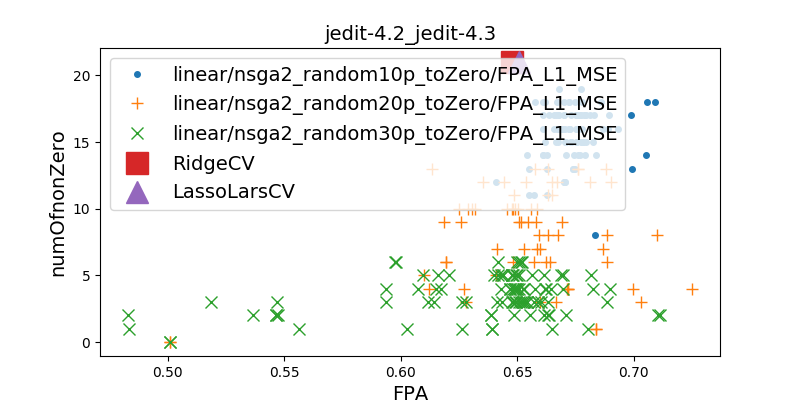 jedit-4.2_jedit-4.3
linear/nsga2_random10p_toZero/FPA_L1_MSE
linear/nsga2_random20p_toZero/FPA_L1_MSE
linear/nsga2_random30p_toZero/FPA_L1_MSE
RidgeCV
LassoLarsCV
numOfnonZero
20
15
10
5
0
0.50
0.55
0.60
0.65
0.70
FPA